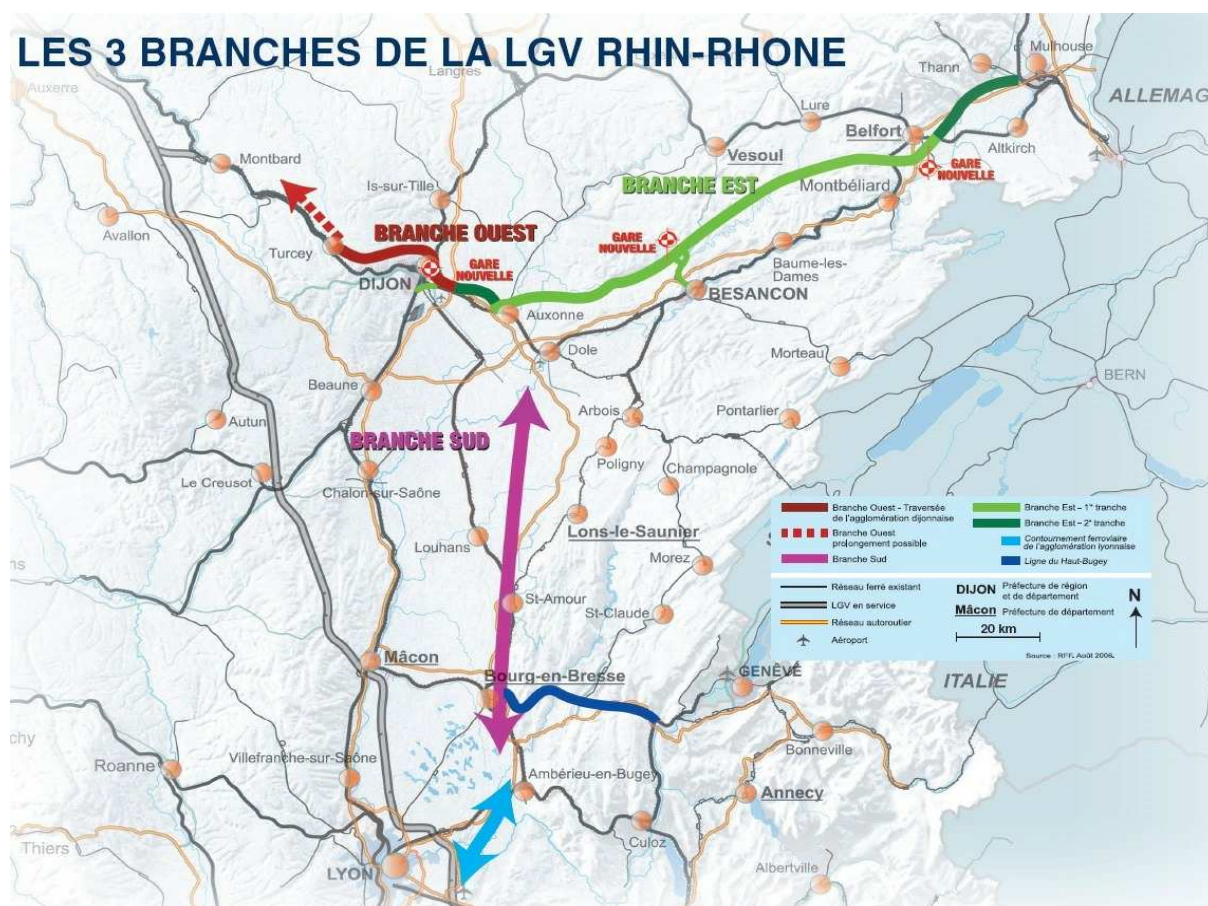 LES 3 BRANCHES DE LA LGV RHIN-RHONE
Auxerre
Langres
Thann
Mulhouse
ALLEMAG
Lure
Belfort
Altkirch
Montbard
Vesoul
GARE
NOUVELLE
Is-sur-Tille
BRANCHE EST
Montbéliard
Avallon
BRANCHE OUEST
GARE
NOUVELLE
Turcey
GARE
NOUVELLE
Baume-les-
Dames
DIJON
BESANCON
Auxonne
Dole
Morteau
BERN
Beaune
Arbois
Pontarlier
Autun
BRANCHE SUD
Poligny
Champagnole
Le Creusot
Chalon-sur-Saône
Lons-le-Saunier
Louhans
Morez
Branche Ouest - Traversée
de l'agglomération dijonnaise
Branche Ouest
prolongement possible
Branche Sud
Branche Est – 1e tranche
Branche Est – 2e tranche
Contournement ferroviaire
de l'agglomération lyonnaise
Ligne du Haut-Bugey
Réseau ferré existant
LGV en service
Réseau autoroutier
Aéroport
DIJON Préfecture de région
et de département
Mâcon Préfecture de département
20 km
N
Source : RFF. Août 2006.
St-Amour
St-Claude
Mâcon
Bourg-en-Bresse
GENÈVE
ITALIE
chy
Roanne
Villefranche-sur-Saône
Bonneville
Ambérieu-en-Bugey
Annecy
Thiers
Culoz
LYON
Albertville